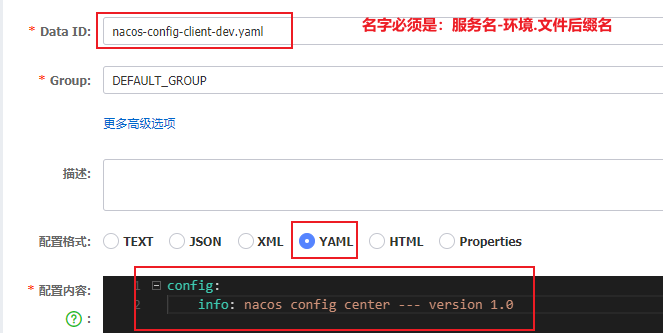 * Data ID: nacos-config-client-dev.yaml 名字必须是：服务名-环境.文件后缀名
* Group: DEFAULT_GROUP
更多高级选项
描述:
配置格式: TEXT JSON XML YAML HTML Properties
* 配置内容: 1 config:
? : 2 info: nacos config center --- version 1.0